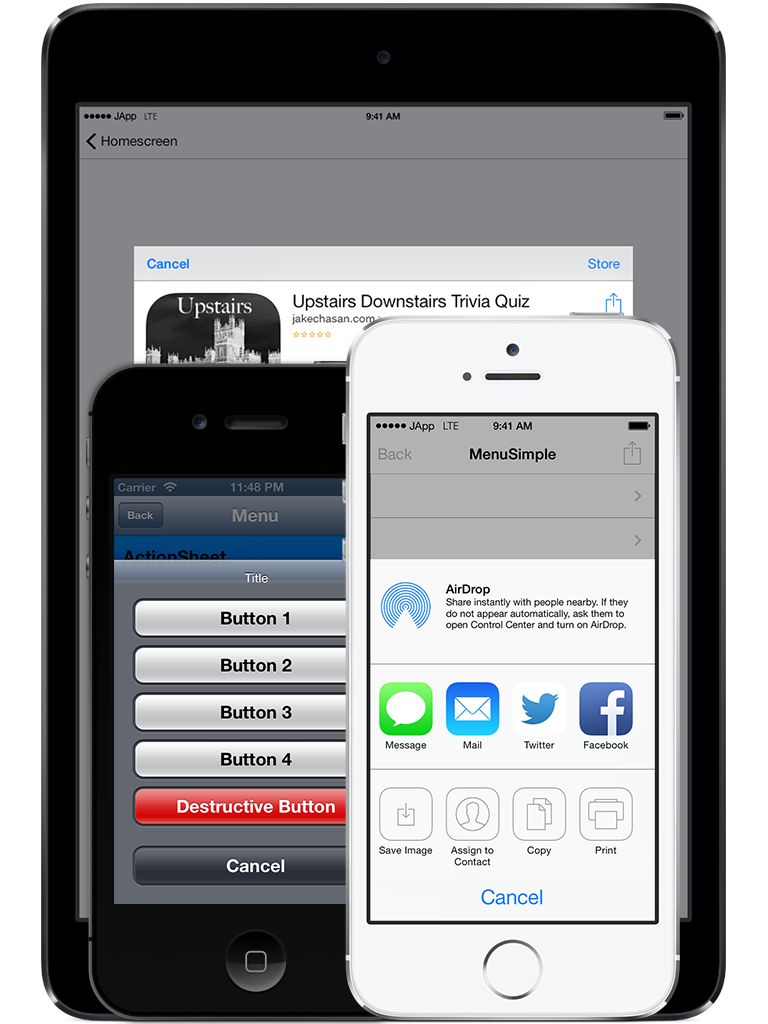 JApp LTE 9:41 AM
Homescreen
Cancel Store
Upstairs
Upstairs Downstairs Trivia Quiz
jakechasan.com
JApp LTE 9:41 AM
Back MenuSimple
AirDrop
Share instantly with people nearby. If they
do not appear automatically, ask them to
open Control Center and turn on AirDrop.
Message Mail Twitter Facebook
Save Image Assign to Contact Copy Print
Cancel
Carrier 11:48 PM
Back Menu
ActionSheet
Title
Button 1
Button 2
Button 3
Button 4
Destructive Button
Cancel